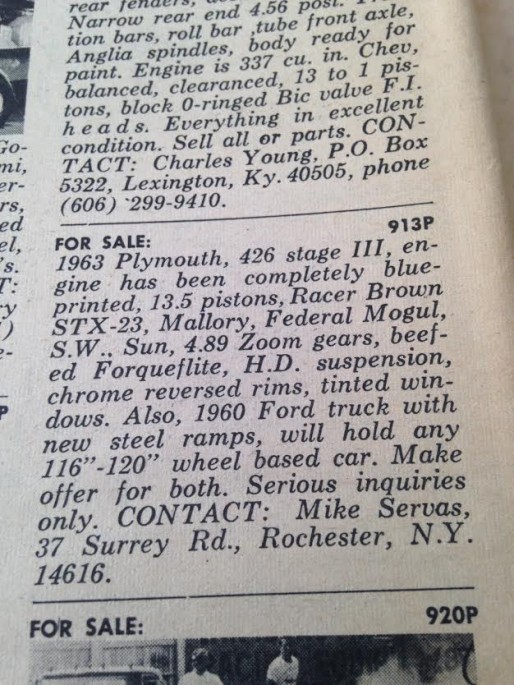 rear fenders,
Narrow rear end 4.56 post.
tion bars, roll bar ,tube front axle,
Anglia spindles, body ready for
paint. Engine is 337 cu. in. Chev,
balanced, clearanced, 13 to 1 pis-
tons, block 0-ringed Bic valve F.I.
heads. Everything in excellent
condition. Sell all or parts. CON-
TACT: Charles Young, P.O. Box
5322, Lexington, Ky. 40505, phone
(606) 299-9410.
913P
FOR SALE:
1963 Plymouth, 426 stage III, en-
gine has been completely blue-
printed, 13.5 pistons, Racer Brown
STX-23, Mallory, Federal Mogul,
S.W., Sun, 4.89 Zoom gears, beef-
ed Forqueflite, H.D. suspension,
chrome reversed rims, tinted win-
dows. Also, 1960 Ford truck with
new steel ramps, will hold any
116”-120” wheel based car. Make
offer for both. Serious inquiries
only. CONTACT: Mike Servas,
37 Surrey Rd., Rochester, N.Y.
14616.
FOR SALE: 920P